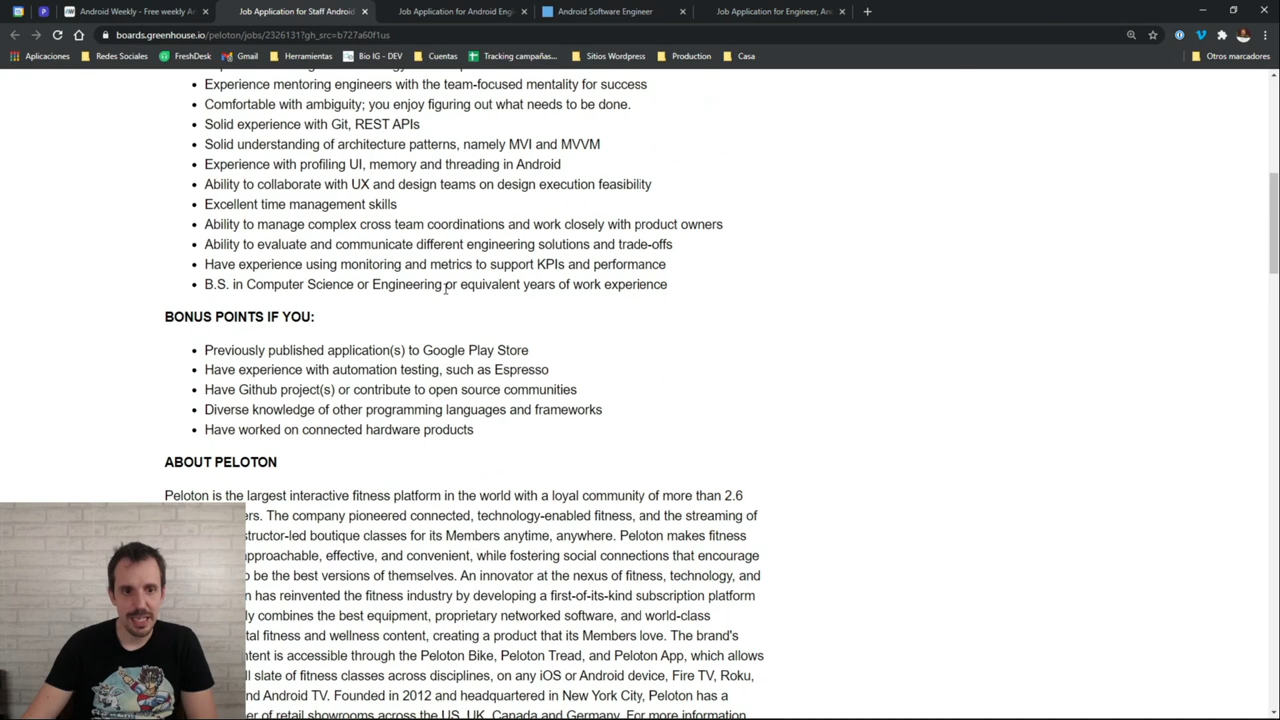 Android Weekly - Free weekly A
Job Application for Staff Android
Job Application for Android Eng
Android Software Engineer
Job Application for Engineer, An
boards.greenhouse.io/peloton/jobs/2326131?gh_src=b727a60f1us
Aplicaciones
Redes Sociales
FreshDesk
Gmail
Herramientas
Bio IG - DEV
Cuentas
Tracking campañas...
Sitios Wordpress
Production
Casa
Otros marcadores
Experience mentoring engineers with the team-focused mentality for success
Comfortable with ambiguity; you enjoy figuring out what needs to be done.
Solid experience with Git, REST APIs
Solid understanding of architecture patterns, namely MVI and MVVM
Experience with profiling UI, memory and threading in Android
Ability to collaborate with UX and design teams on design execution feasibility
Excellent time management skills
Ability to manage complex cross team coordinations and work closely with product owners
Ability to evaluate and communicate different engineering solutions and trade-offs
Have experience using monitoring and metrics to support KPIs and performance
B.S. in Computer Science or Engineering or equivalent years of work experience
BONUS POINTS IF YOU:
Previously published application(s) to Google Play Store
Have experience with automation testing, such as Espresso
Have Github project(s) or contribute to open source communities
Diverse knowledge of other programming languages and frameworks
Have worked on connected hardware products
ABOUT PELOTON
Peloton is the largest interactive fitness platform in the world with a loyal community of more than 2.6
ers. The company pioneered connected, technology-enabled fitness, and the streaming of
structor-led boutique classes for its Members anytime, anywhere. Peloton makes fitness
approachable, effective, and convenient, while fostering social connections that encourage
o be the best versions of themselves. An innovator at the nexus of fitness, technology, and
n has reinvented the fitness industry by developing a first-of-its-kind subscription platform
ly combines the best equipment, proprietary networked software, and world-class
tal fitness and wellness content, creating a product that its Members love. The brand's
ntent is accessible through the Peloton Bike, Peloton Tread, and Peloton App, which allows
ll slate of fitness classes across disciplines, on any iOS or Android device, Fire TV, Roku,
nd Android TV. Founded in 2012 and headquartered in New York City, Peloton has a
er of retail showrooms across the US, UK, Canada and Germany. For more information